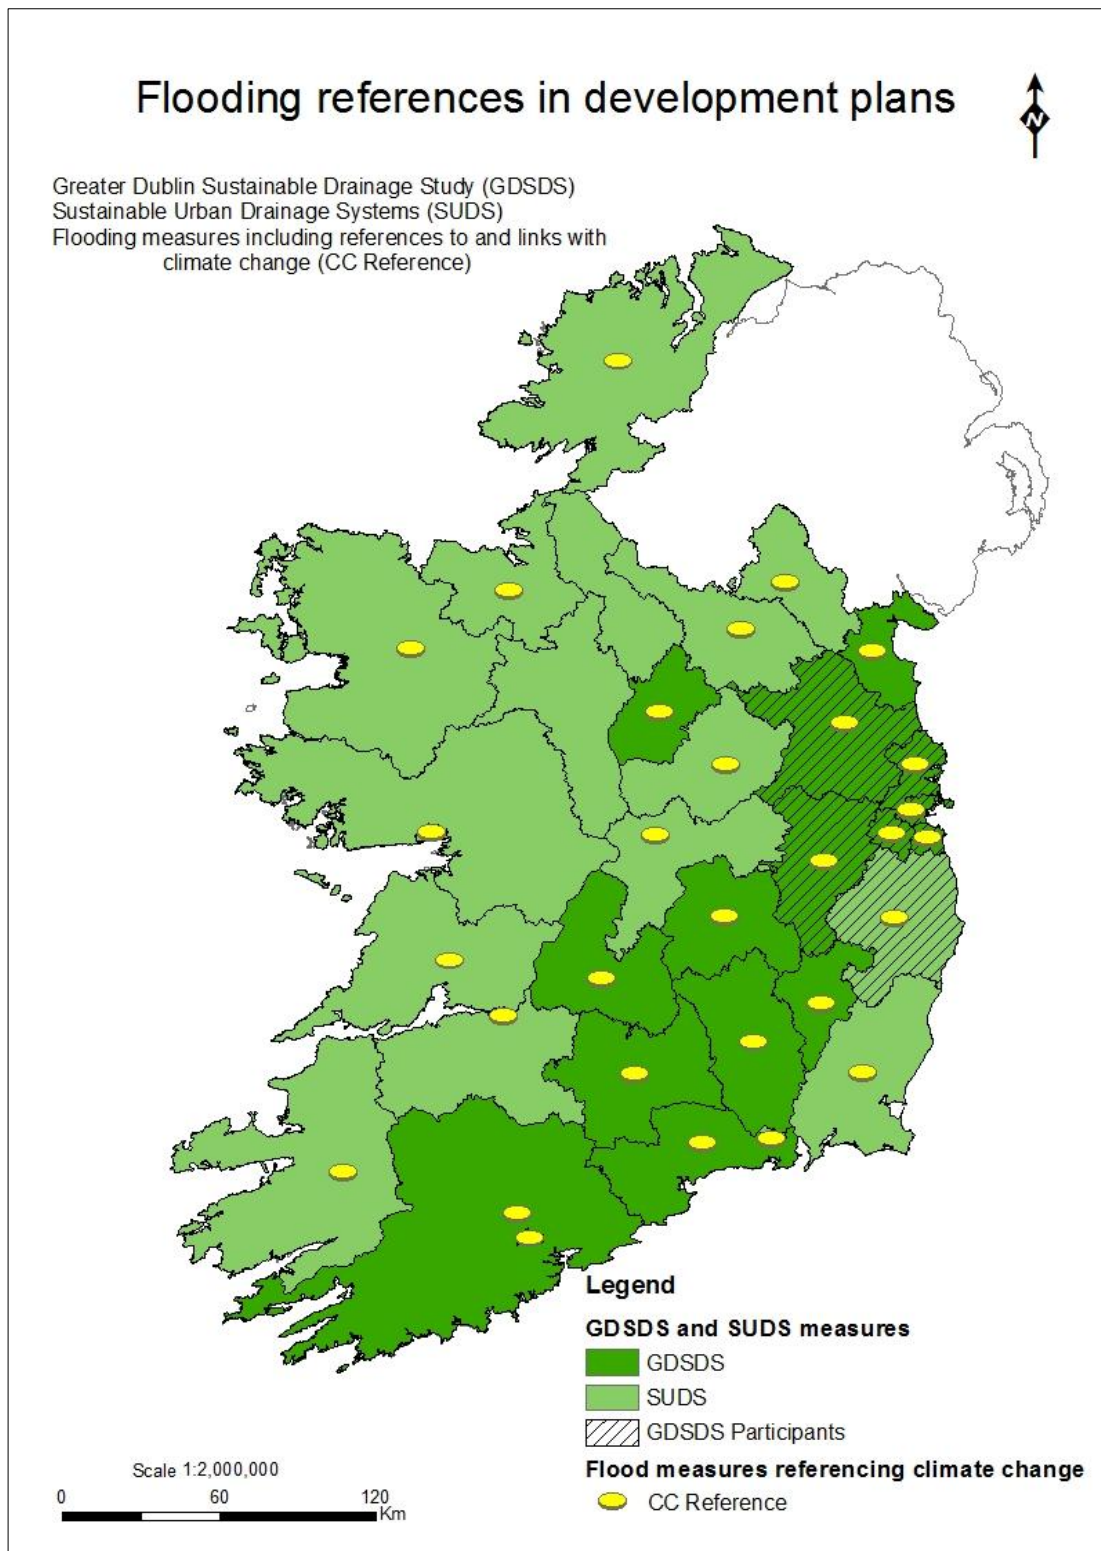 Flooding references in development plans
N
Greater Dublin Sustainable Drainage Study (GDSDS)
Sustainable Urban Drainage Systems (SUDS)
Flooding measures including references to and links with
climate change (CC Reference)
Legend
GDSDS and SUDS measures
GDSDS
SUDS
GDSDS Participants
Flood measures referencing climate change
CC Reference
Scale 1:2,000,000
0 60 120
Km